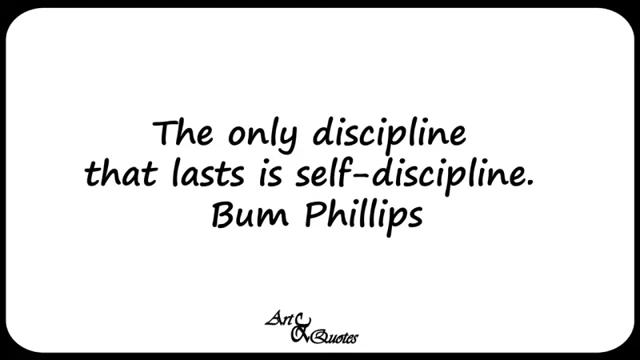 The only discipline
that lasts is self-discipline.
Bum Phillips
Art & Quotes